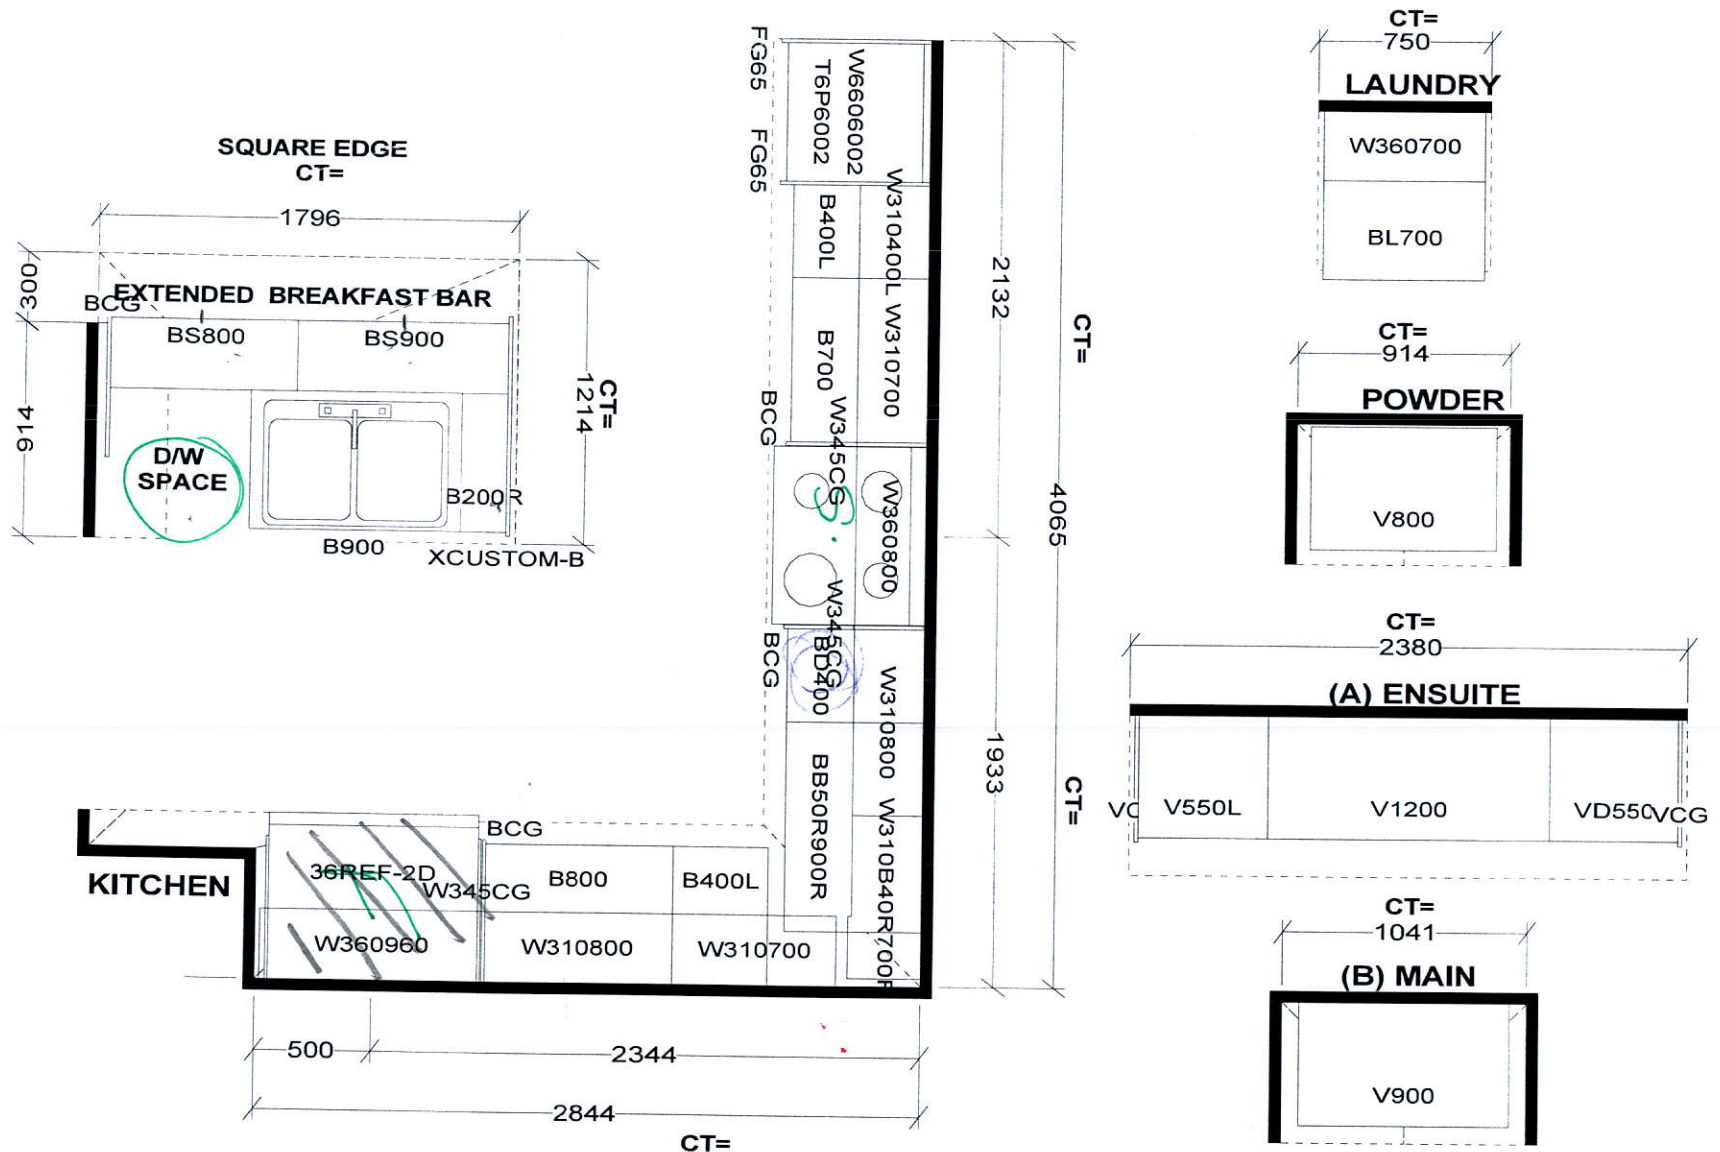 SQUARE EDGE
CT=
1796
300
BCG
EXTENDED BREAKFAST BAR
BS800
BS900
914
1214
CT=
D/W
SPACE
B200R
B900
XCUSTOM-B
FG65
FG65
W6606002
T6P6002
W310400L
B400L
W310700
B700
BCG
W345CG
W360800
W345CG
BCG
BD400
W310800
BB50R900R
2132
CT=
4065
1933
CT=
KITCHEN
36REF-2D
BCG
W345CG
B800
B400L
W360960
W310800
W310700
500
2344
2844
CT=
CT=
750
LAUNDRY
W360700
BL700
CT=
914
POWDER
V800
CT=
2380
(A) ENSUITE
V550L
V1200
VD550
VCG
CT=
1041
(B) MAIN
V900